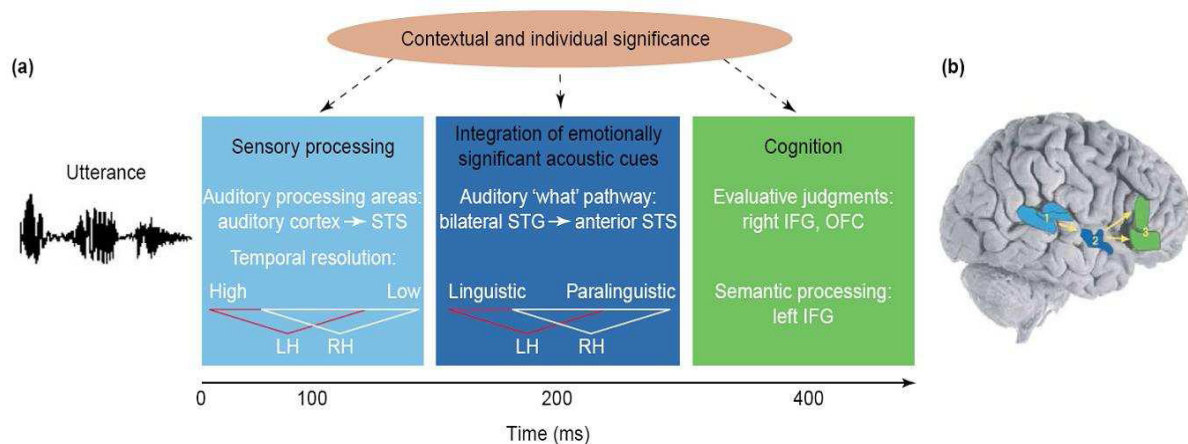 Contextual and individual significance
(a)
(b)
Utterance
Sensory processing
Auditory processing areas:
auditory cortex → STS
Temporal resolution:
High Low
LH RH
Integration of emotionally
significant acoustic cues
Auditory ‘what’ pathway:
bilateral STG → anterior STS
Linguistic Paralinguistic
LH RH
Cognition
Evaluative judgments:
right IFG, OFC
Semantic processing:
left IFG
1
2
3
0 100 200 400
Time (ms)